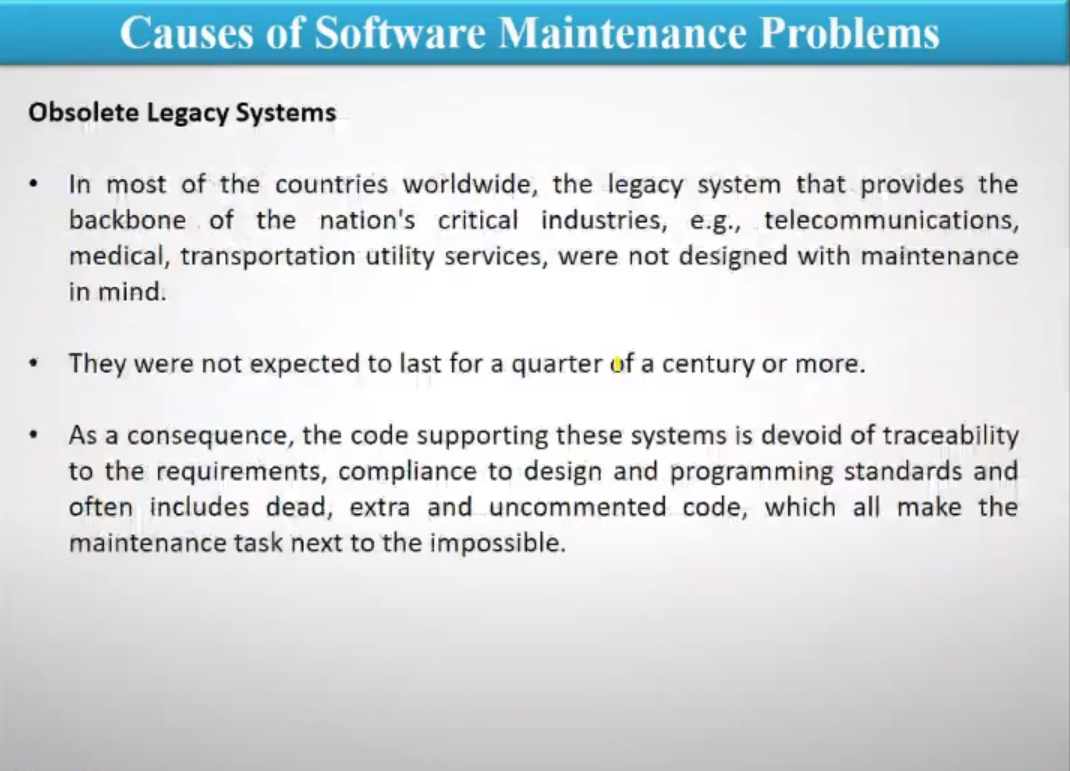 Causes of Software Maintenance Problems
Obsolete Legacy Systems
• In most of the countries worldwide, the legacy system that provides the
backbone of the nation's critical industries, e.g., telecommunications,
medical, transportation utility services, were not designed with maintenance
in mind.
• They were not expected to last for a quarter of a century or more.
• As a consequence, the code supporting these systems is devoid of traceability
to the requirements, compliance to design and programming standards and
often includes dead, extra and uncommented code, which all make the
maintenance task next to the impossible.